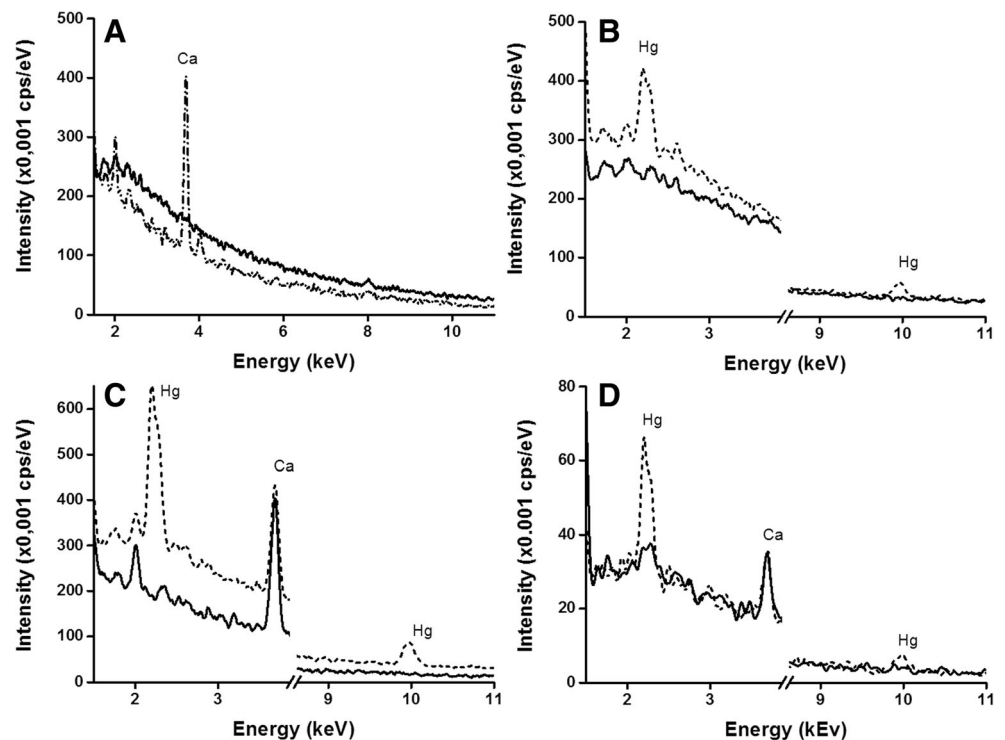 A
Ca
500
400
300
200
100
0
Intensity (x0,001 cps/eV)
2 4 6 8 10
Energy (keV)
B
Hg
Hg
500
400
300
200
100
0
Intensity (x0,001 cps/eV)
2 3 9 10 11
Energy (keV)
C
Hg
Ca
Hg
600
500
400
300
200
100
0
Intensity (x0,001 cps/eV)
2 3 9 10 11
Energy (keV)
D
Hg
Ca
Hg
80
60
40
20
0
Intensity (x0.001 cps/eV)
2 3 9 10 11
Energy (kEv)